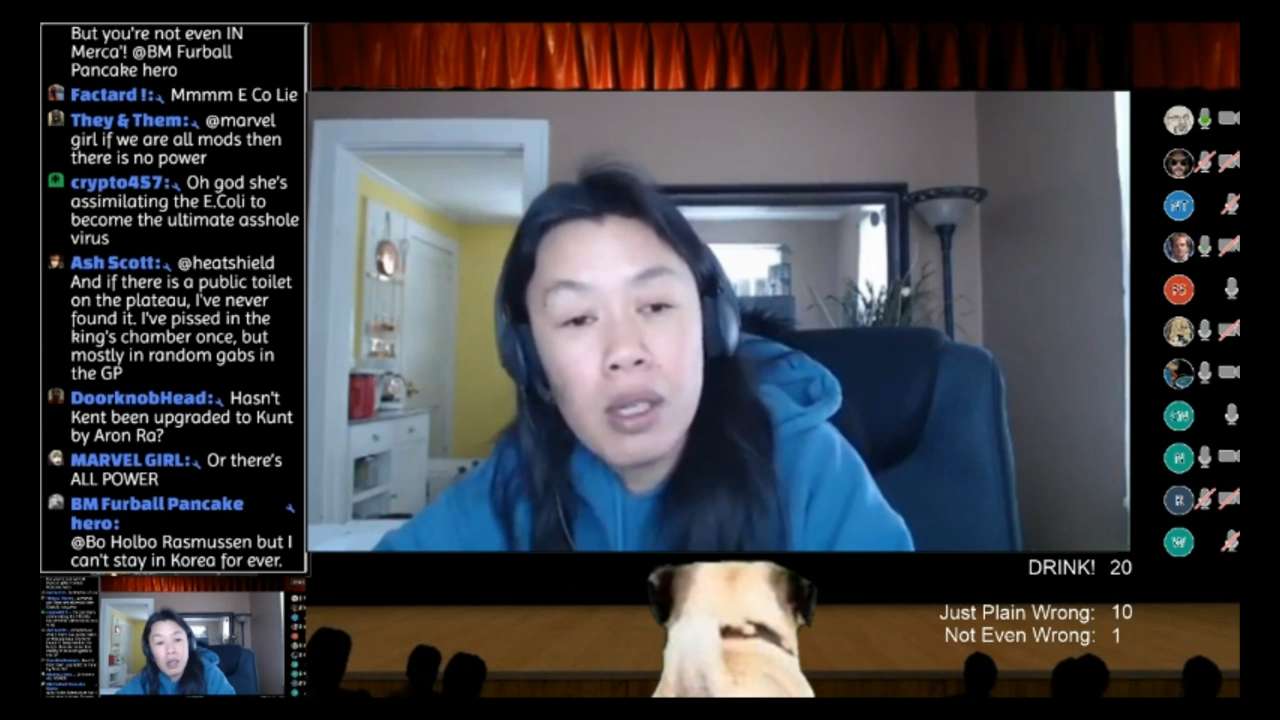 But you're not even IN
Merca'! @BM Furball
Pancake hero
Factard !: Mmmm E Co Lie
They & Them: @marvel
girl if we are all mods then
there is no power
crypto457: Oh god she's
assimilating the E.Coli to
become the ultimate asshole
virus
Ash Scott: @heatshield
And if there is a public toilet
on the plateau, I've never
found it. I've pissed in the
king's chamber once, but
mostly in random gabs in
the GP
DoorknobHead: Hasn't
Kent been upgraded to Kunt
by Aron Ra?
MARVEL GIRL: Or there's
ALL POWER
BM Furball Pancake
hero:
@Bo Holbo Rasmussen but I
can't stay in Korea for ever.
DRINK! 20
Just Plain Wrong: 10
Not Even Wrong: 1